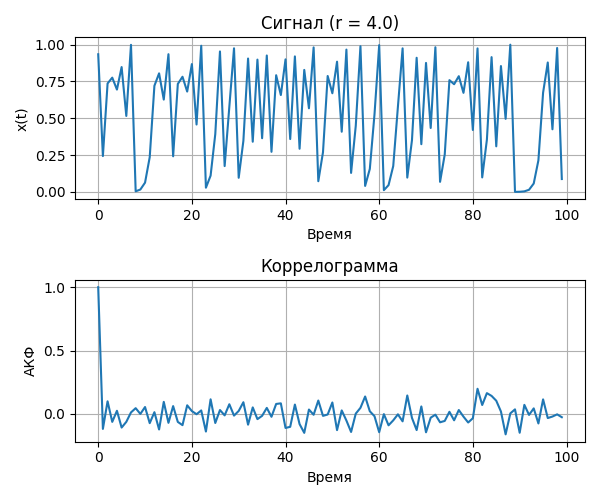 Сигнал (r = 4.0)
1.00
0.75
0.50
0.25
0.00
x(t)
0 20 40 60 80 100
Время
Коррелограмма
1.0
0.5
0.0
АКФ
0 20 40 60 80 100
Время